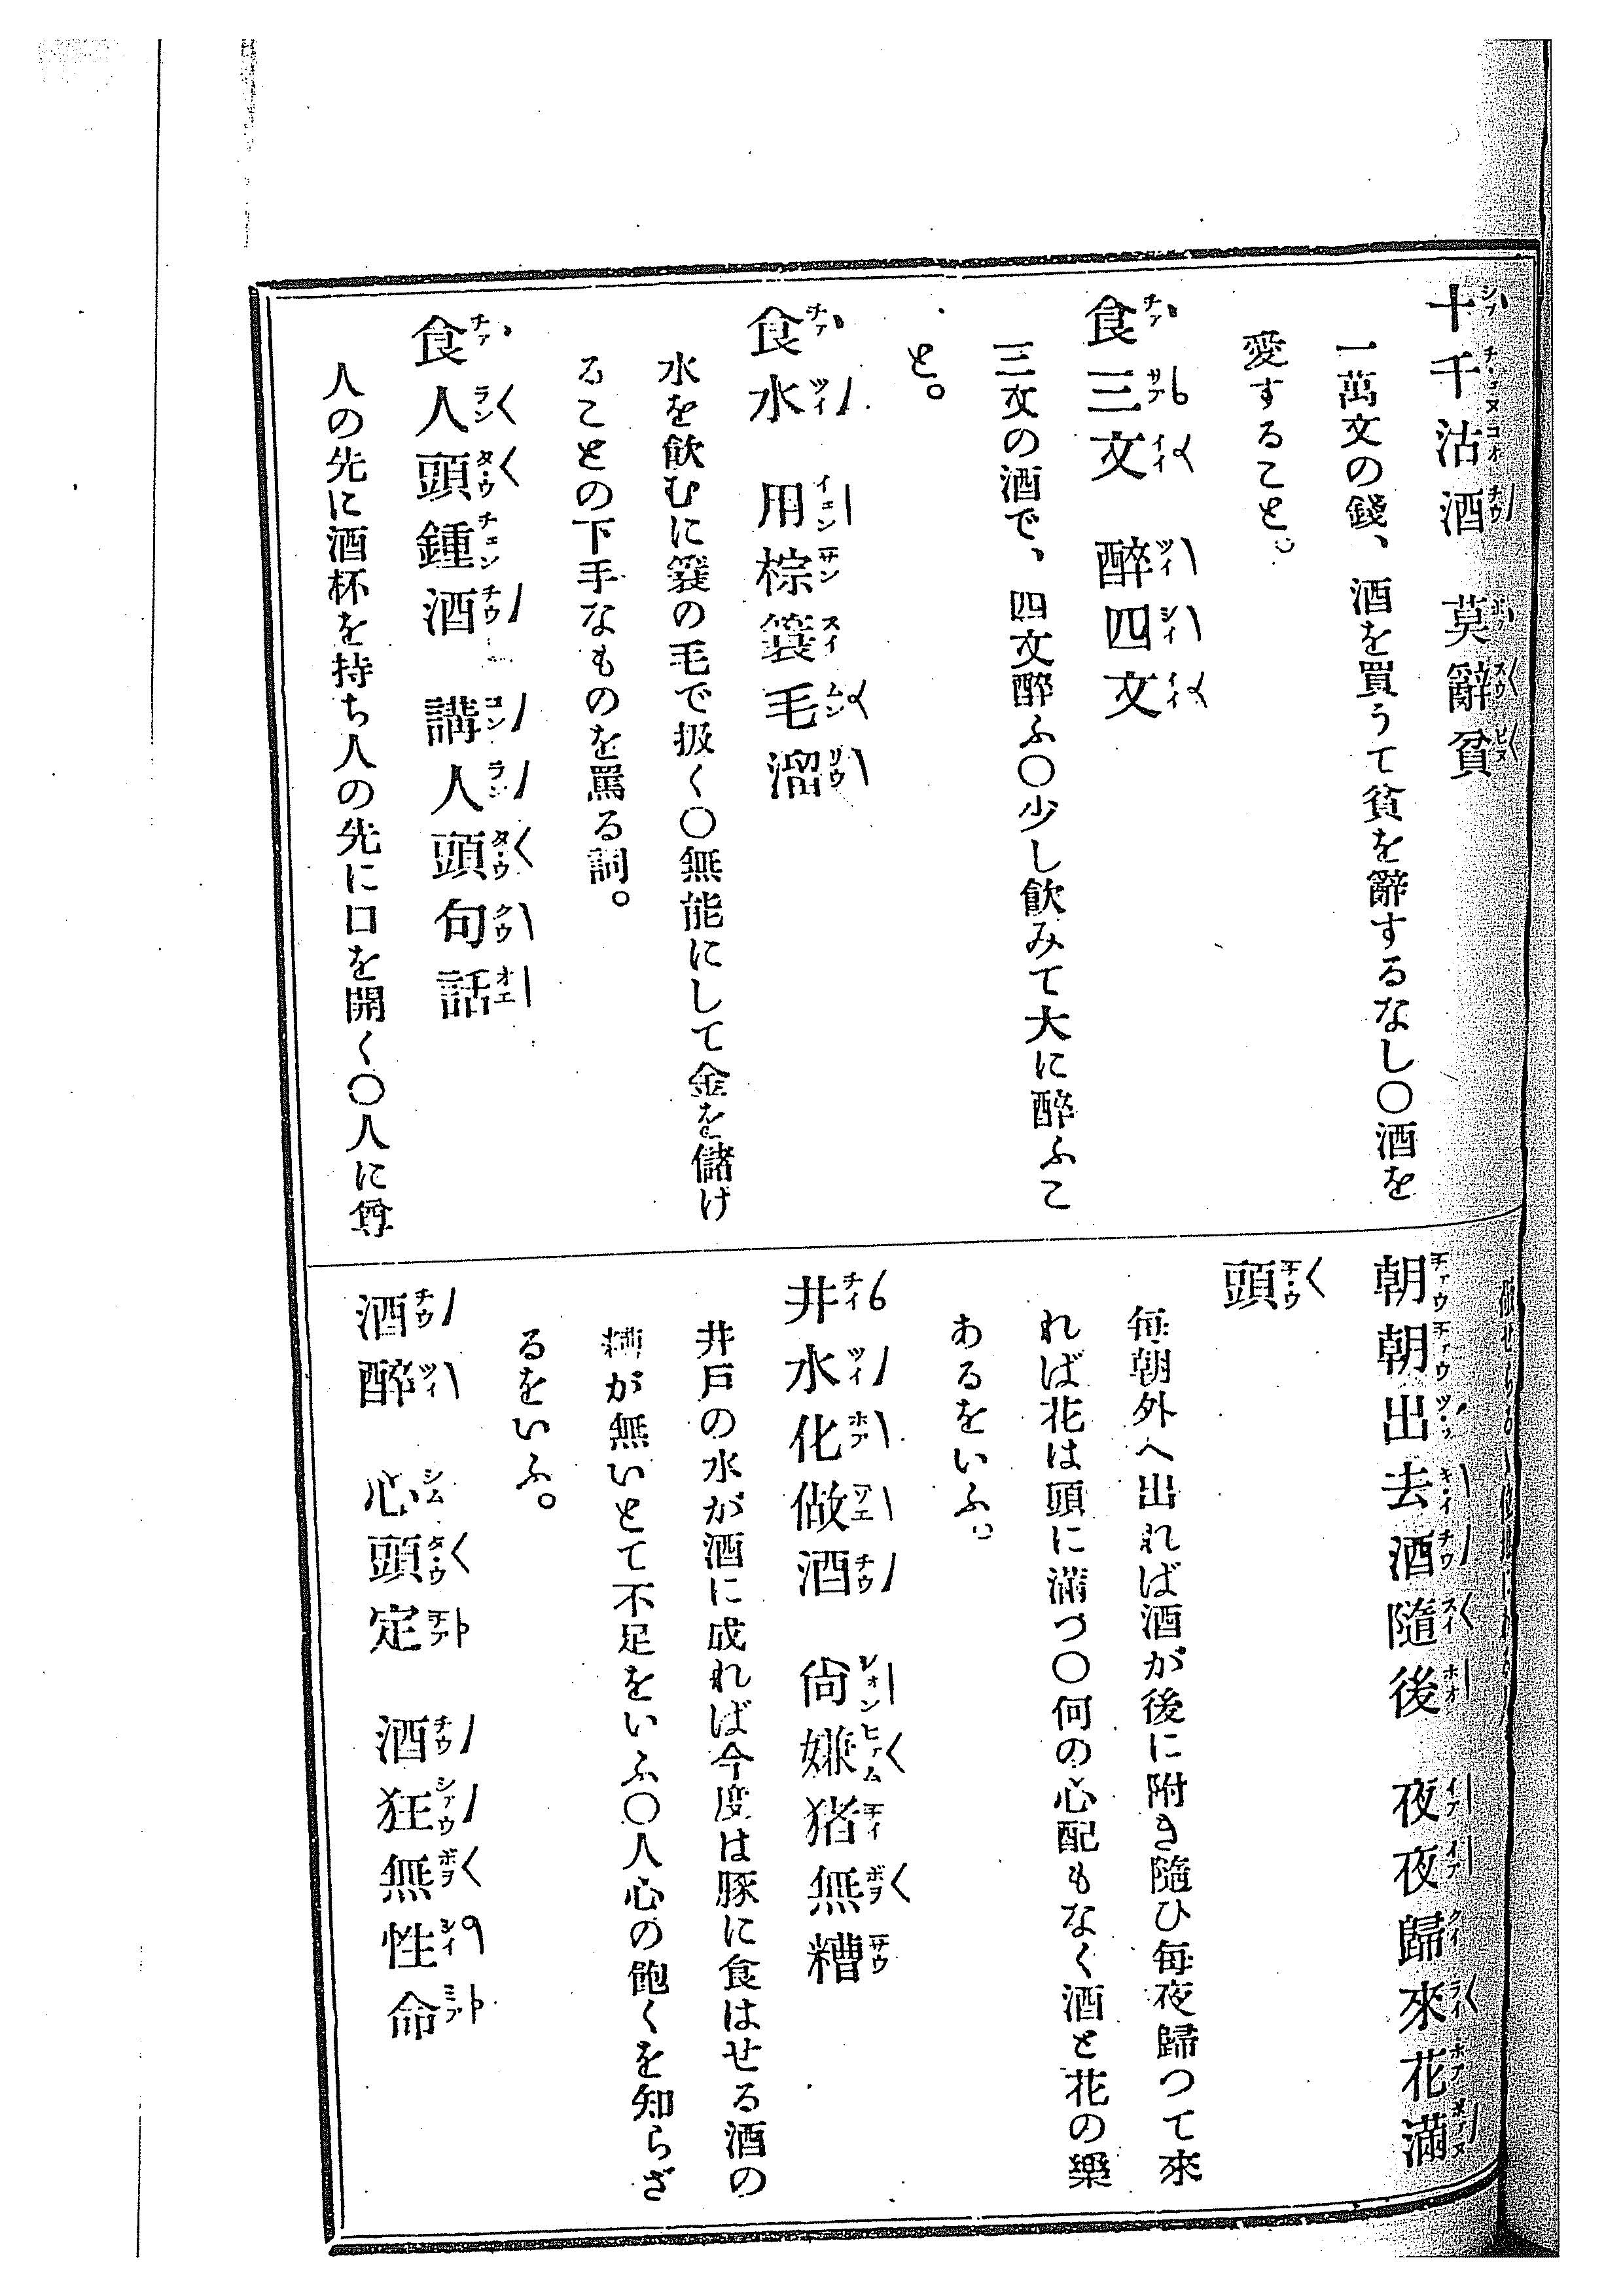 十千沽酒 莫辭貧
一萬文の錢、酒を買うて貧を辭するなし〇酒を
愛すること。
食三文 醉四文
三文の酒で、四文醉ふ〇少し飮みて大に醉ふこ
と。
食水 用棕簑毛溜
水を飮むに簑の毛で扱く〇無能にして金を儲け
ることの下手なものを罵る詞。
食人頭鍾酒 講人頭句話
人の先に酒杯を持ち人の先に口を開く〇人に尊
朝朝出去酒隨後 夜夜歸來花滿
頭
每朝外へ出れば酒が後に附き隨ひ每夜歸つて來
れば花は頭に滿つ〇何の心配もなく酒と花の樂
あるをいふ。
井水化做酒 尙嫌猪無糟
井戶の水が酒に成れば今度は豚に食はせる酒の
糟が無いとて不足をいふ〇人心の飽くを知らざ
るをいふ。
酒醉 心頭定 酒狂無性命